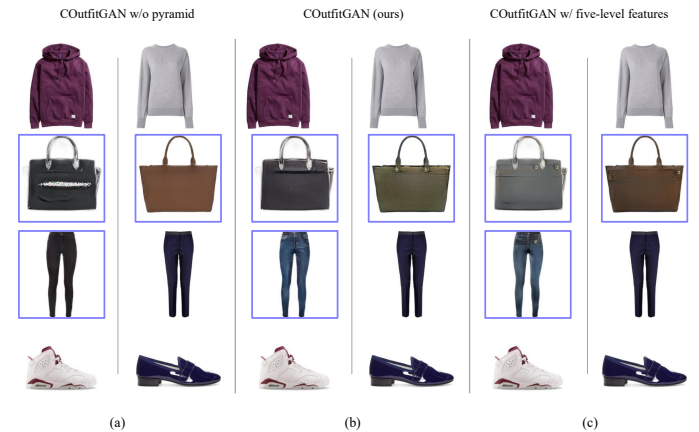 COutfitGAN w/o pyramid
COutfitGAN (ours)
COutfitGAN w/ five-level features
(a)
(b)
(c)